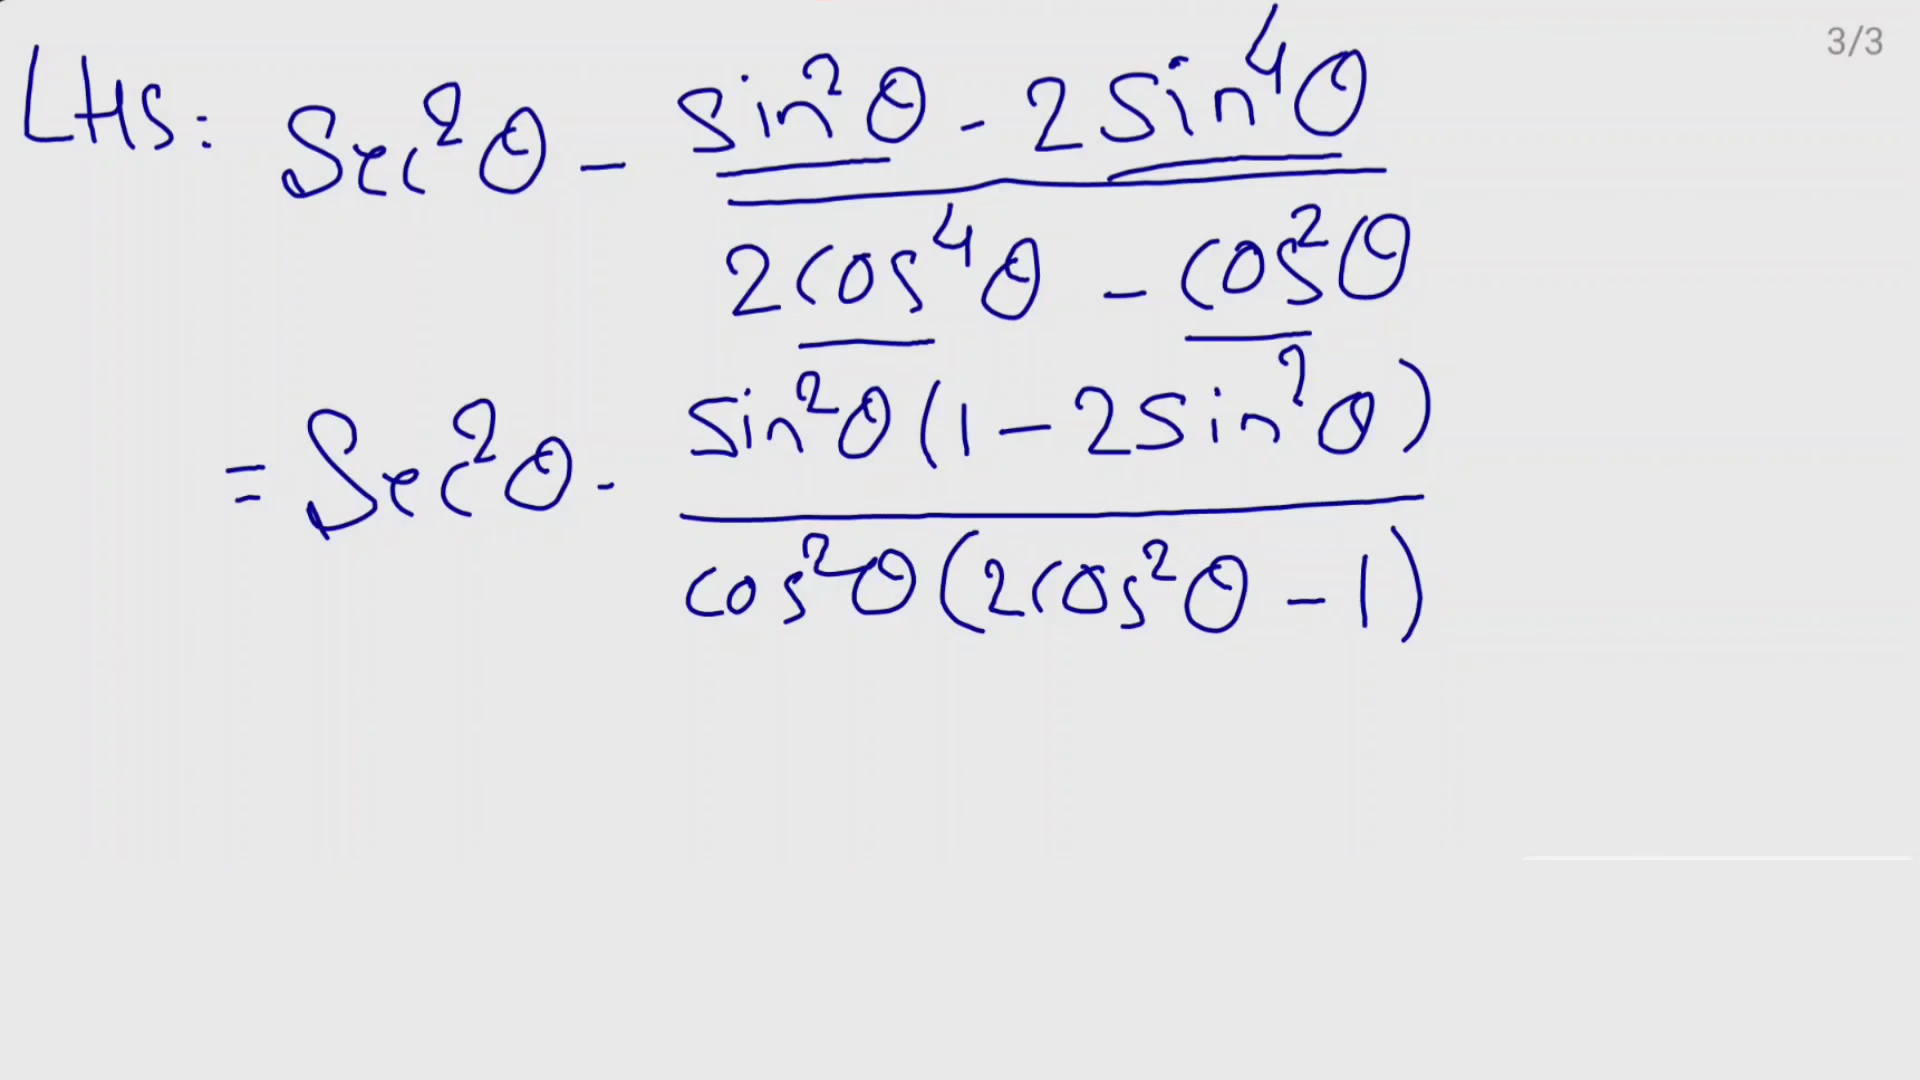 3/3
LHS: Sec²θ - (sin²θ - 2sin⁴θ) / (2cos⁴θ - cos²θ)
= Sec²θ - sin²θ(1 - 2sin²θ) / cos²θ(2cos²θ - 1)